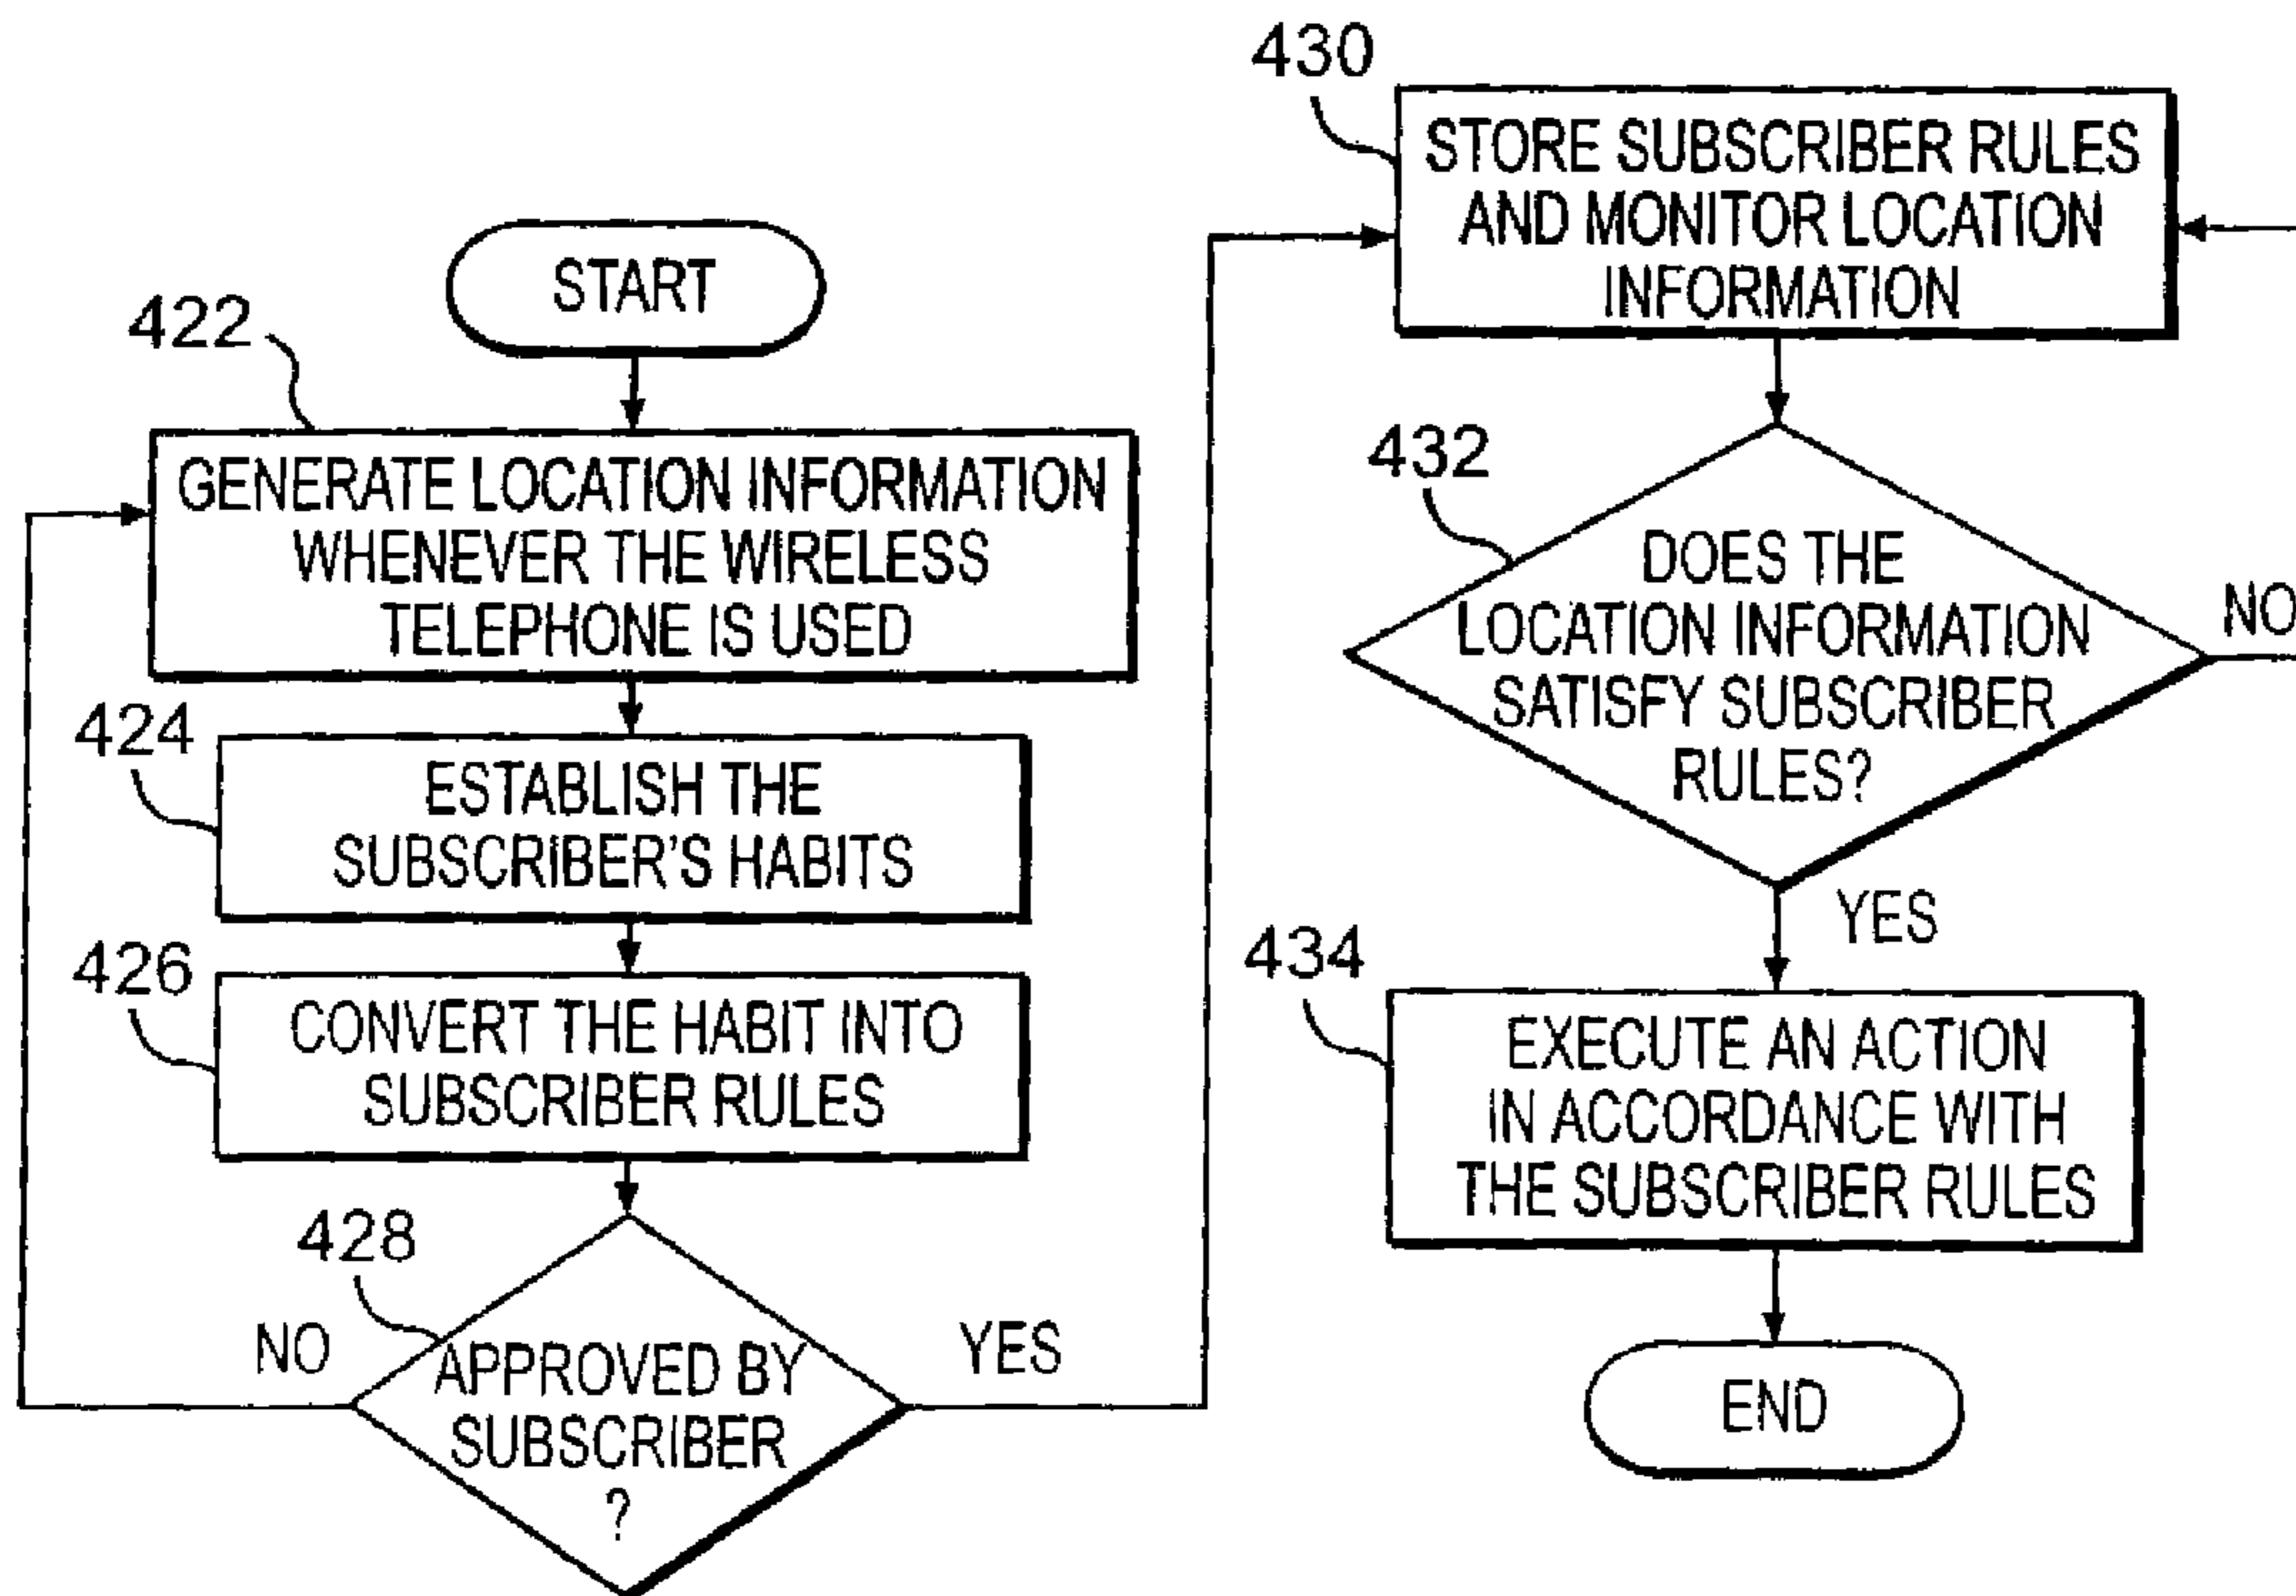 START
422
GENERATE LOCATION INFORMATION
WHENEVER THE WIRELESS
TELEPHONE IS USED
424
ESTABLISH THE
SUBSCRIBER'S HABITS
426
CONVERT THE HABIT INTO
SUBSCRIBER RULES
428
APPROVED BY
SUBSCRIBER
?
NO
YES
430
STORE SUBSCRIBER RULES
AND MONITOR LOCATION
INFORMATION
432
DOES THE
LOCATION INFORMATION
SATISFY SUBSCRIBER
RULES?
NO
YES
434
EXECUTE AN ACTION
IN ACCORDANCE WITH
THE SUBSCRIBER RULES
END